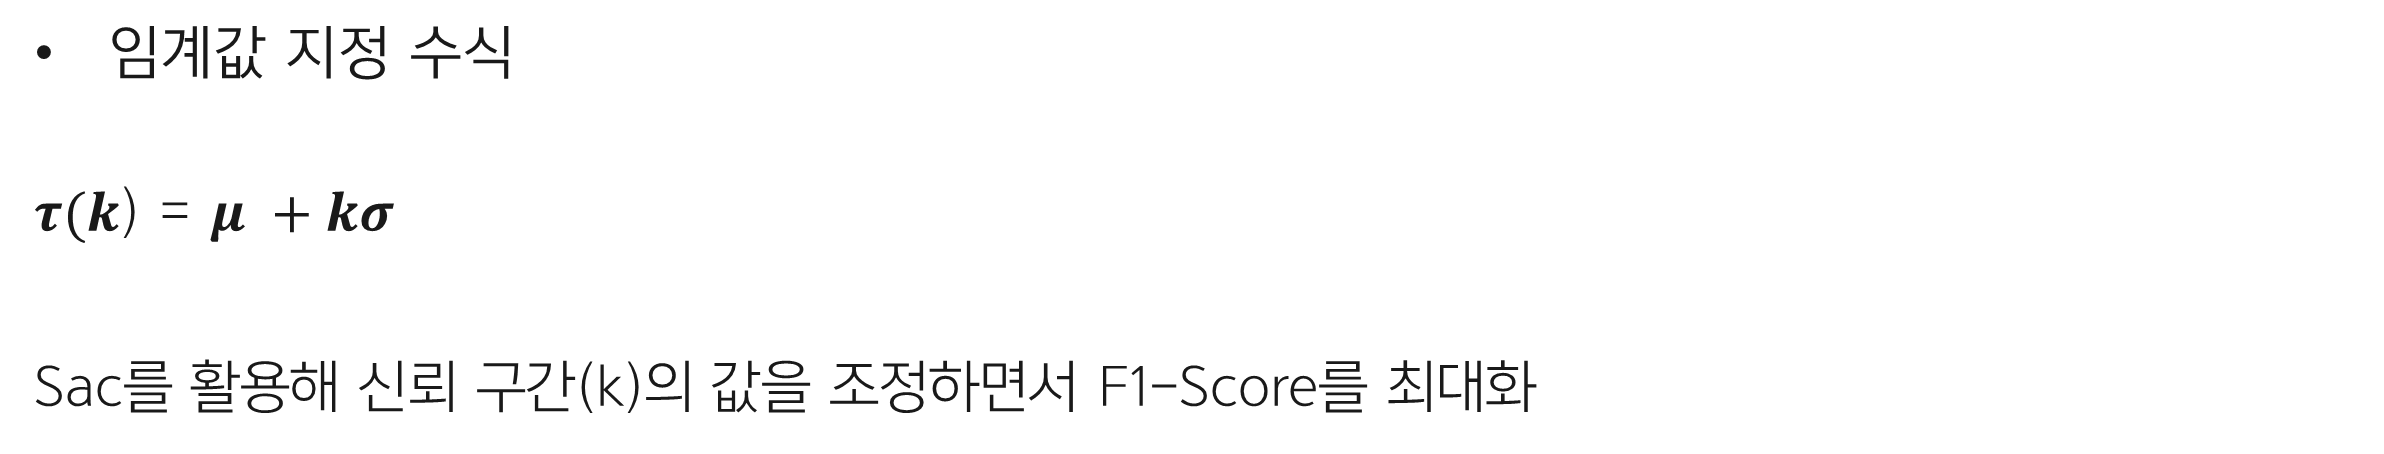 • 임계값 지정 수식
τ(k) = μ + kσ
Sac를 활용해 신뢰 구간(k)의 값을 조정하면서 F1-Score를 최대화